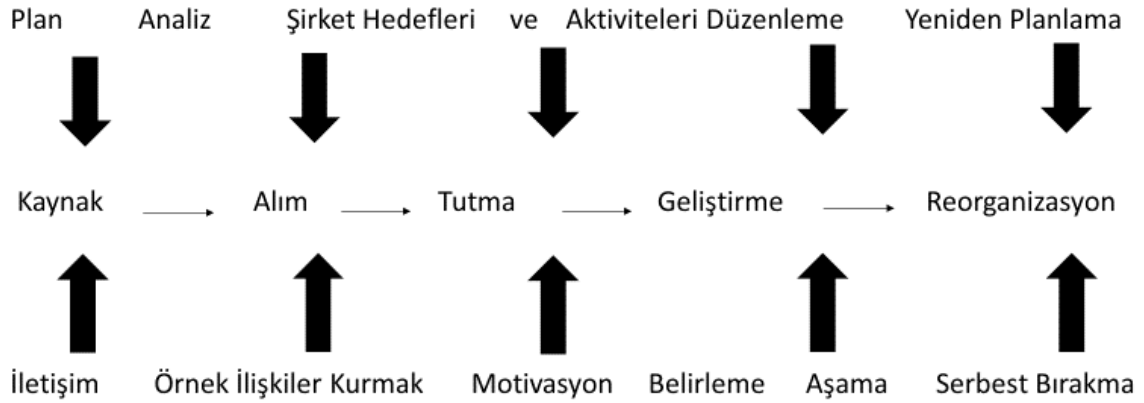 Plan Analiz Şirket Hedefleri ve Aktiviteleri Düzenleme Yeniden Planlama
Kaynak Alım Tutma Geliştirme Reorganizasyon
İletişim Örnek İlişkiler Kurmak Motivasyon Belirleme Aşama Serbest Bırakma